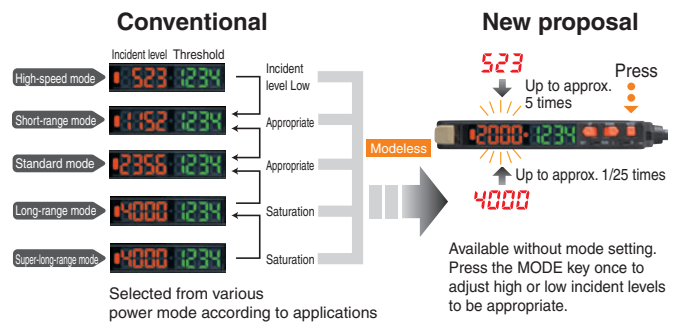 Conventional
New proposal
Incident level Threshold
High-speed mode
523 1234
Incident
level Low
Short-range mode
1152 1234
Appropriate
Standard mode
2356 1234
Appropriate
Long-range mode
4000 1234
Saturation
Super-long-range mode
4000 1234
Saturation
Selected from various
power mode according to applications
Modeless
523
Press
Up to approx.
5 times
2000 1234
Up to approx. 1/25 times
4000
Available without mode setting.
Press the MODE key once to
adjust high or low incident levels
to be appropriate.